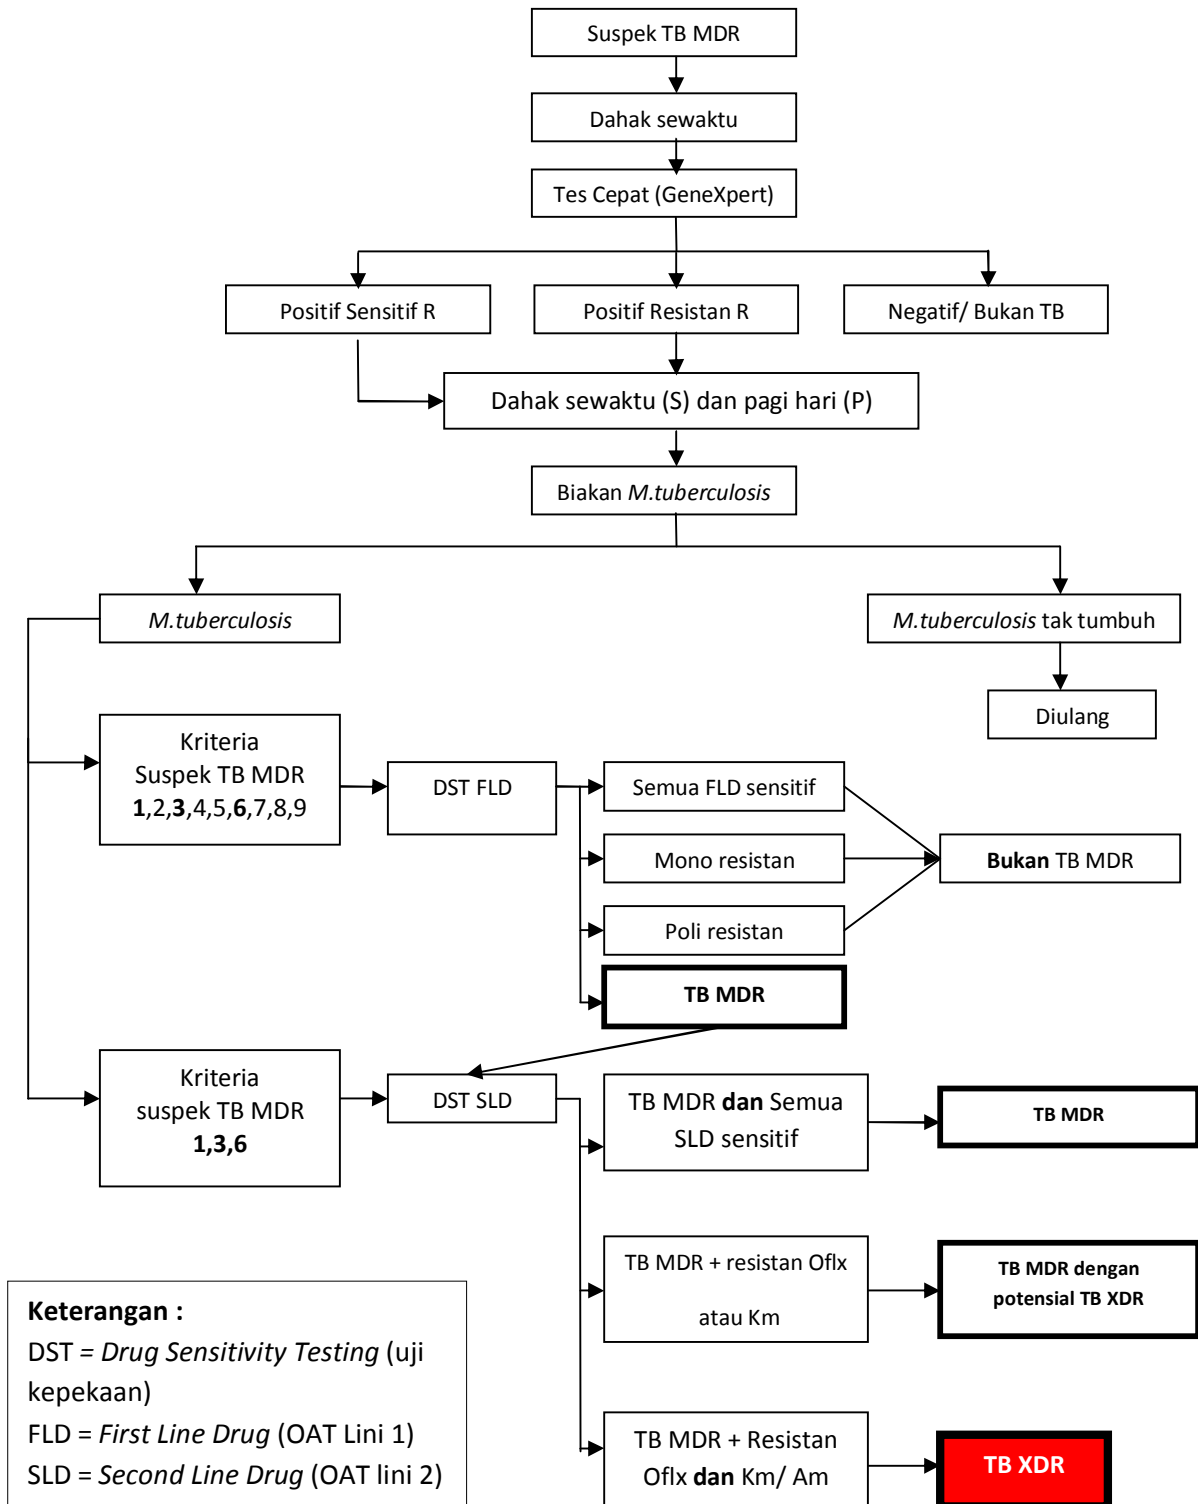 Suspek TB MDR
Dahak sewaktu
Tes Cepat (GeneXpert)
Positif Sensitif R
Positif Resistan R
Negatif/ Bukan TB
Dahak sewaktu (S) dan pagi hari (P)
Biakan M.tuberculosis
M.tuberculosis
M.tuberculosis tak tumbuh
Diulang
Kriteria
Suspek TB MDR
1,2,3,4,5,6,7,8,9
DST FLD
Semua FLD sensitif
Mono resistan
Poli resistan
TB MDR
Bukan TB MDR
Kriteria
suspek TB MDR
1,3,6
DST SLD
TB MDR dan Semua
SLD sensitif
TB MDR
TB MDR + resistan Oflx
atau Km
TB MDR dengan
potensial TB XDR
TB MDR + Resistan
Oflx dan Km/ Am
TB XDR
Keterangan :
DST = Drug Sensitivity Testing (uji
kepekaan)
FLD = First Line Drug (OAT Lini 1)
SLD = Second Line Drug (OAT lini 2)